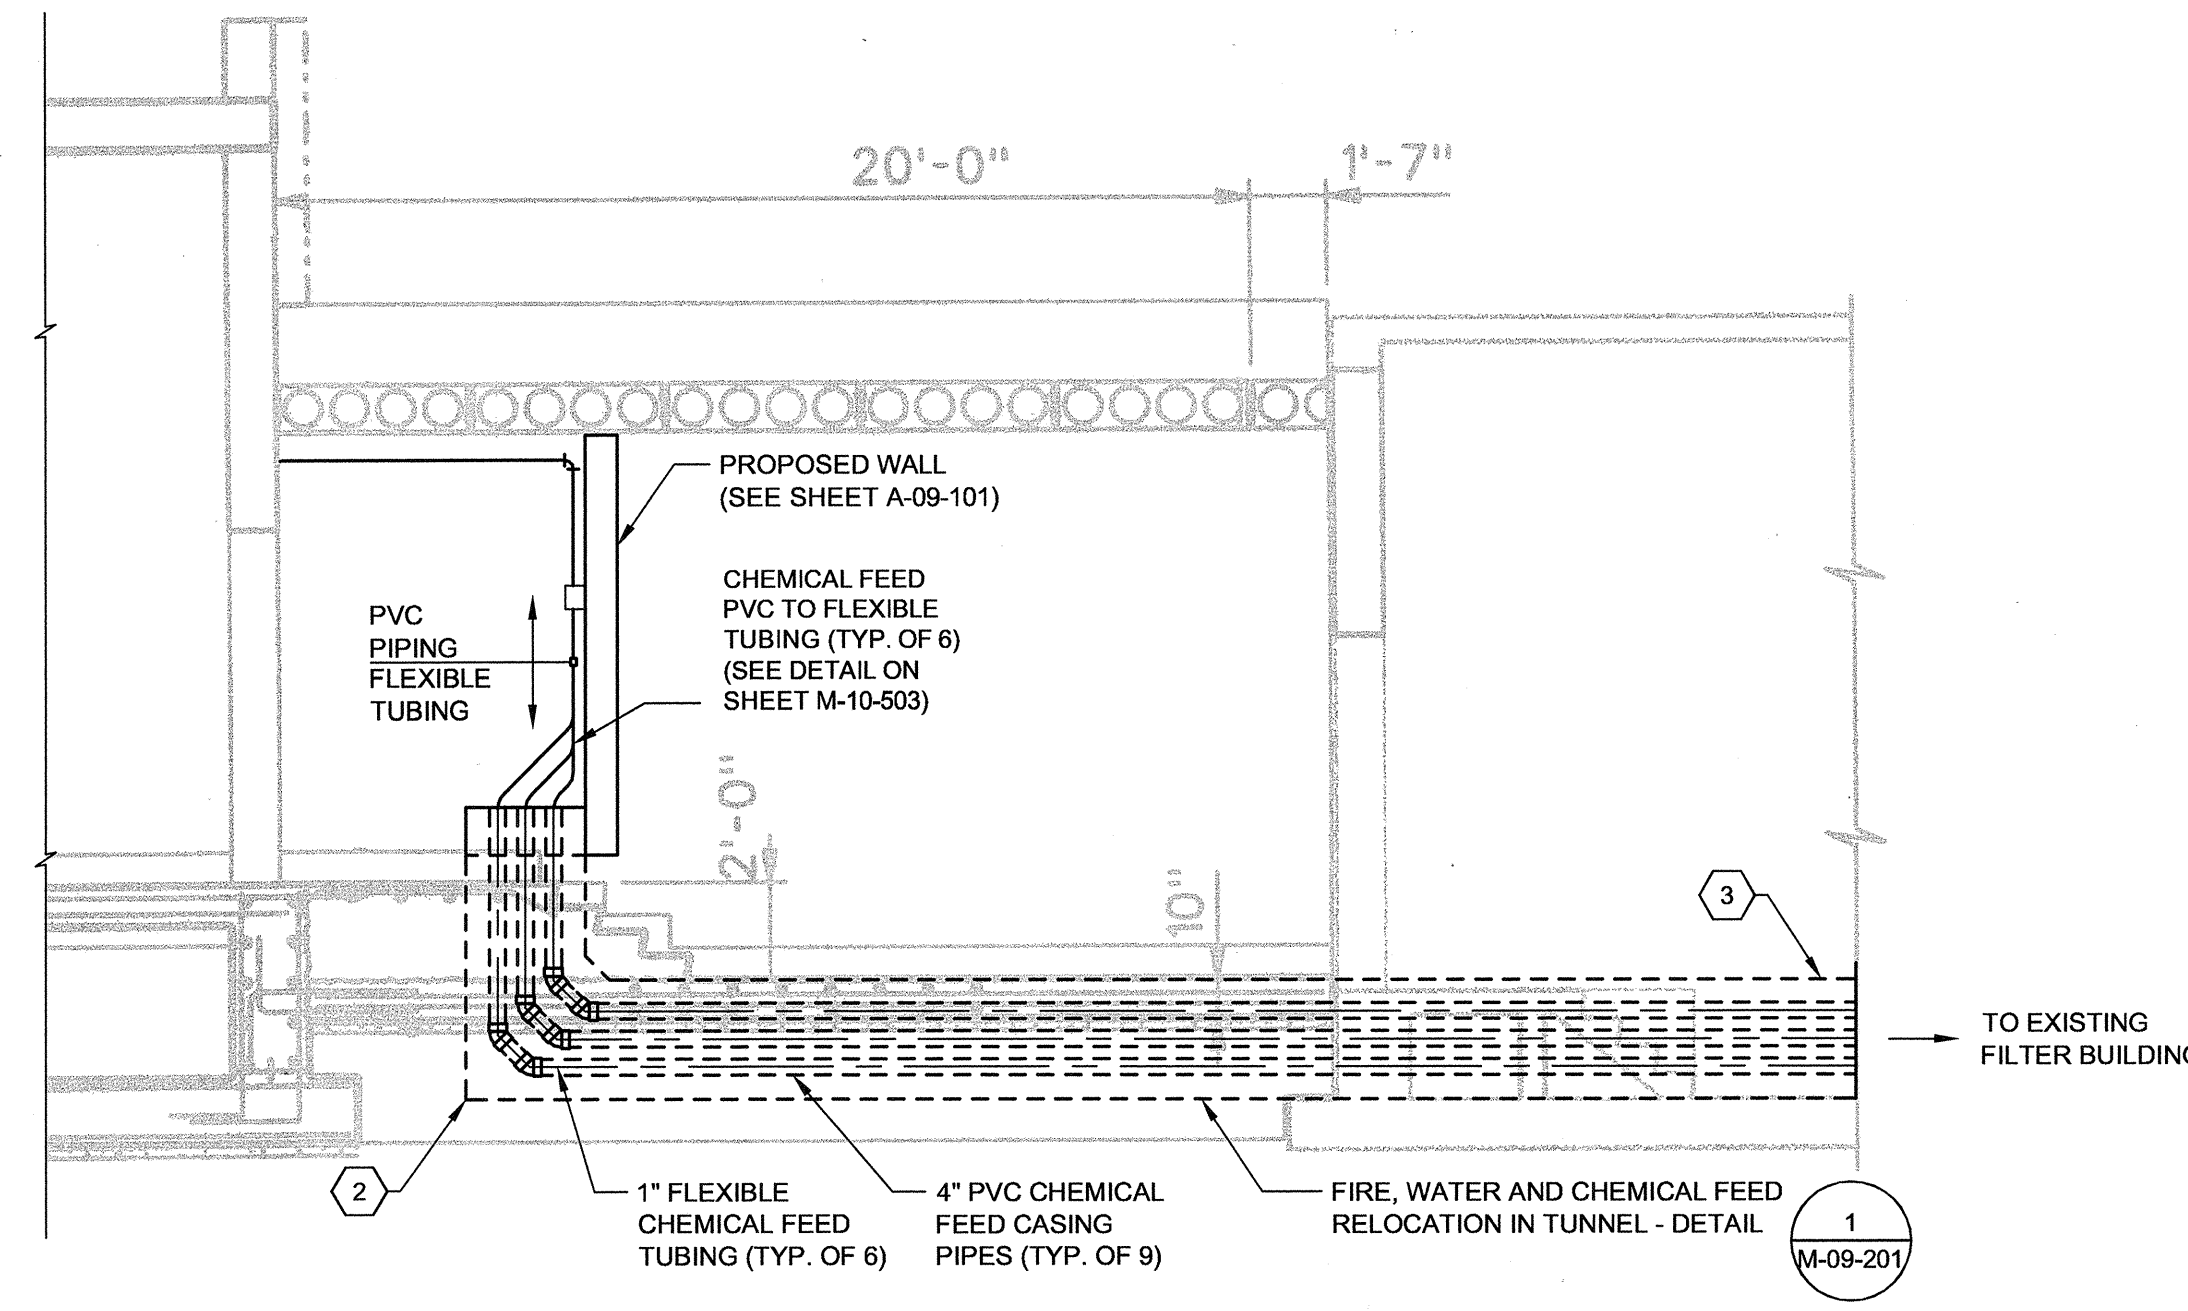 20'-0"
1'-7"
PROPOSED WALL
(SEE SHEET A-09-101)
CHEMICAL FEED
PVC TO FLEXIBLE
TUBING (TYP. OF 6)
(SEE DETAIL ON
SHEET M-10-503)
PVC
PIPING
FLEXIBLE
TUBING
2'-0"
10"
3
TO EXISTING
FILTER BUILDING
2
1" FLEXIBLE
CHEMICAL FEED
TUBING (TYP. OF 6)
4" PVC CHEMICAL
FEED CASING
PIPES (TYP. OF 9)
FIRE, WATER AND CHEMICAL FEED
RELOCATION IN TUNNEL - DETAIL
1
M-09-201